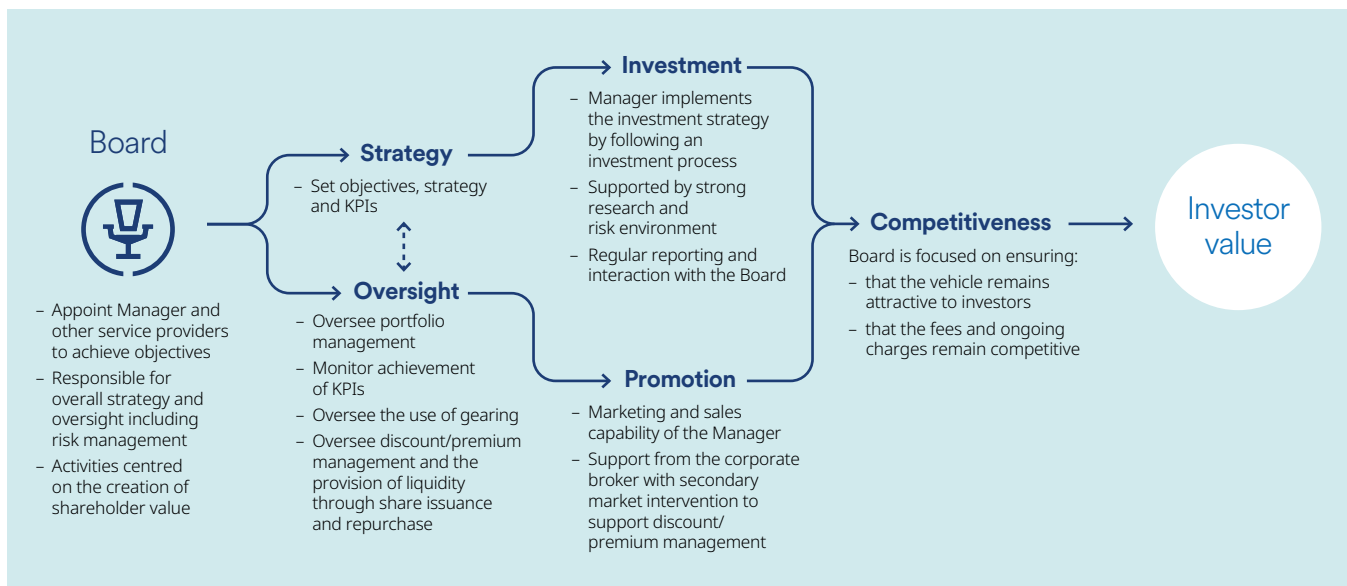 Board
– Appoint Manager and
other service providers
to achieve objectives
– Responsible for
overall strategy and
oversight including
risk management
– Activities centred
on the creation of
shareholder value
Strategy
– Set objectives, strategy
and KPIs
Oversight
– Oversee portfolio
management
– Monitor achievement
of KPIs
– Oversee the use of gearing
– Oversee discount/premium
management and the
provision of liquidity
through share issuance
and repurchase
Investment
– Manager implements
the investment strategy
by following an
investment process
– Supported by strong
research and
risk environment
– Regular reporting and
interaction with the Board
Promotion
– Marketing and sales
capability of the Manager
– Support from the corporate
broker with secondary
market intervention to
support discount/
premium management
Competitiveness
Board is focused on ensuring:
– that the vehicle remains
attractive to investors
– that the fees and ongoing
charges remain competitive
Investor
value